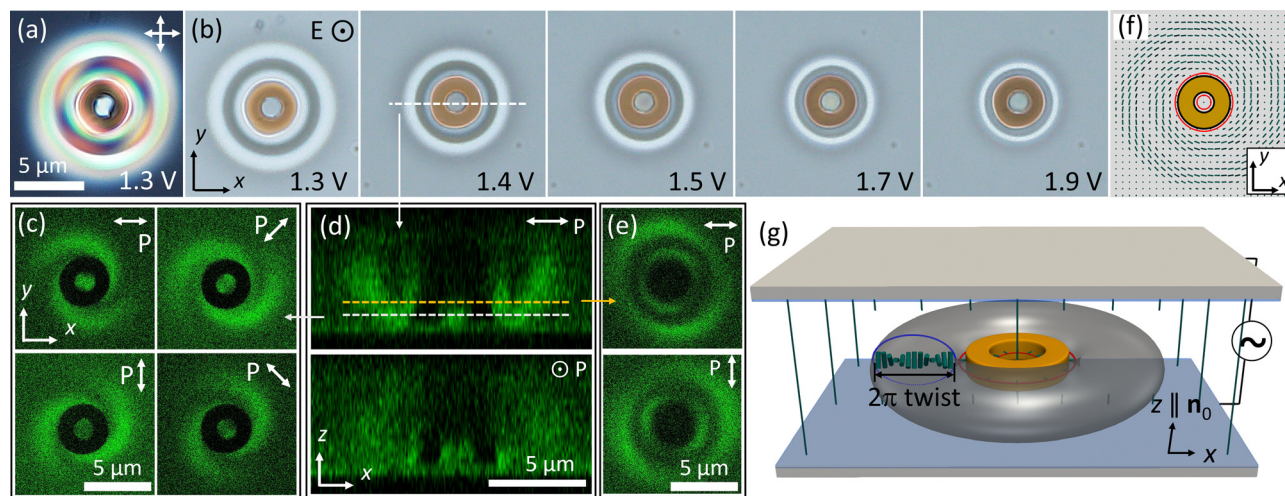 (a)
5 μm
1.3 V
(b)
E
y
x
1.3 V
1.4 V
1.5 V
1.7 V
1.9 V
(f)
y
x
(c)
P
P
y
x
P
P
5 μm
(d)
P
P
z
x
5 μm
(e)
P
P
5 μm
(g)
2π twist
z ∥ n₀
x